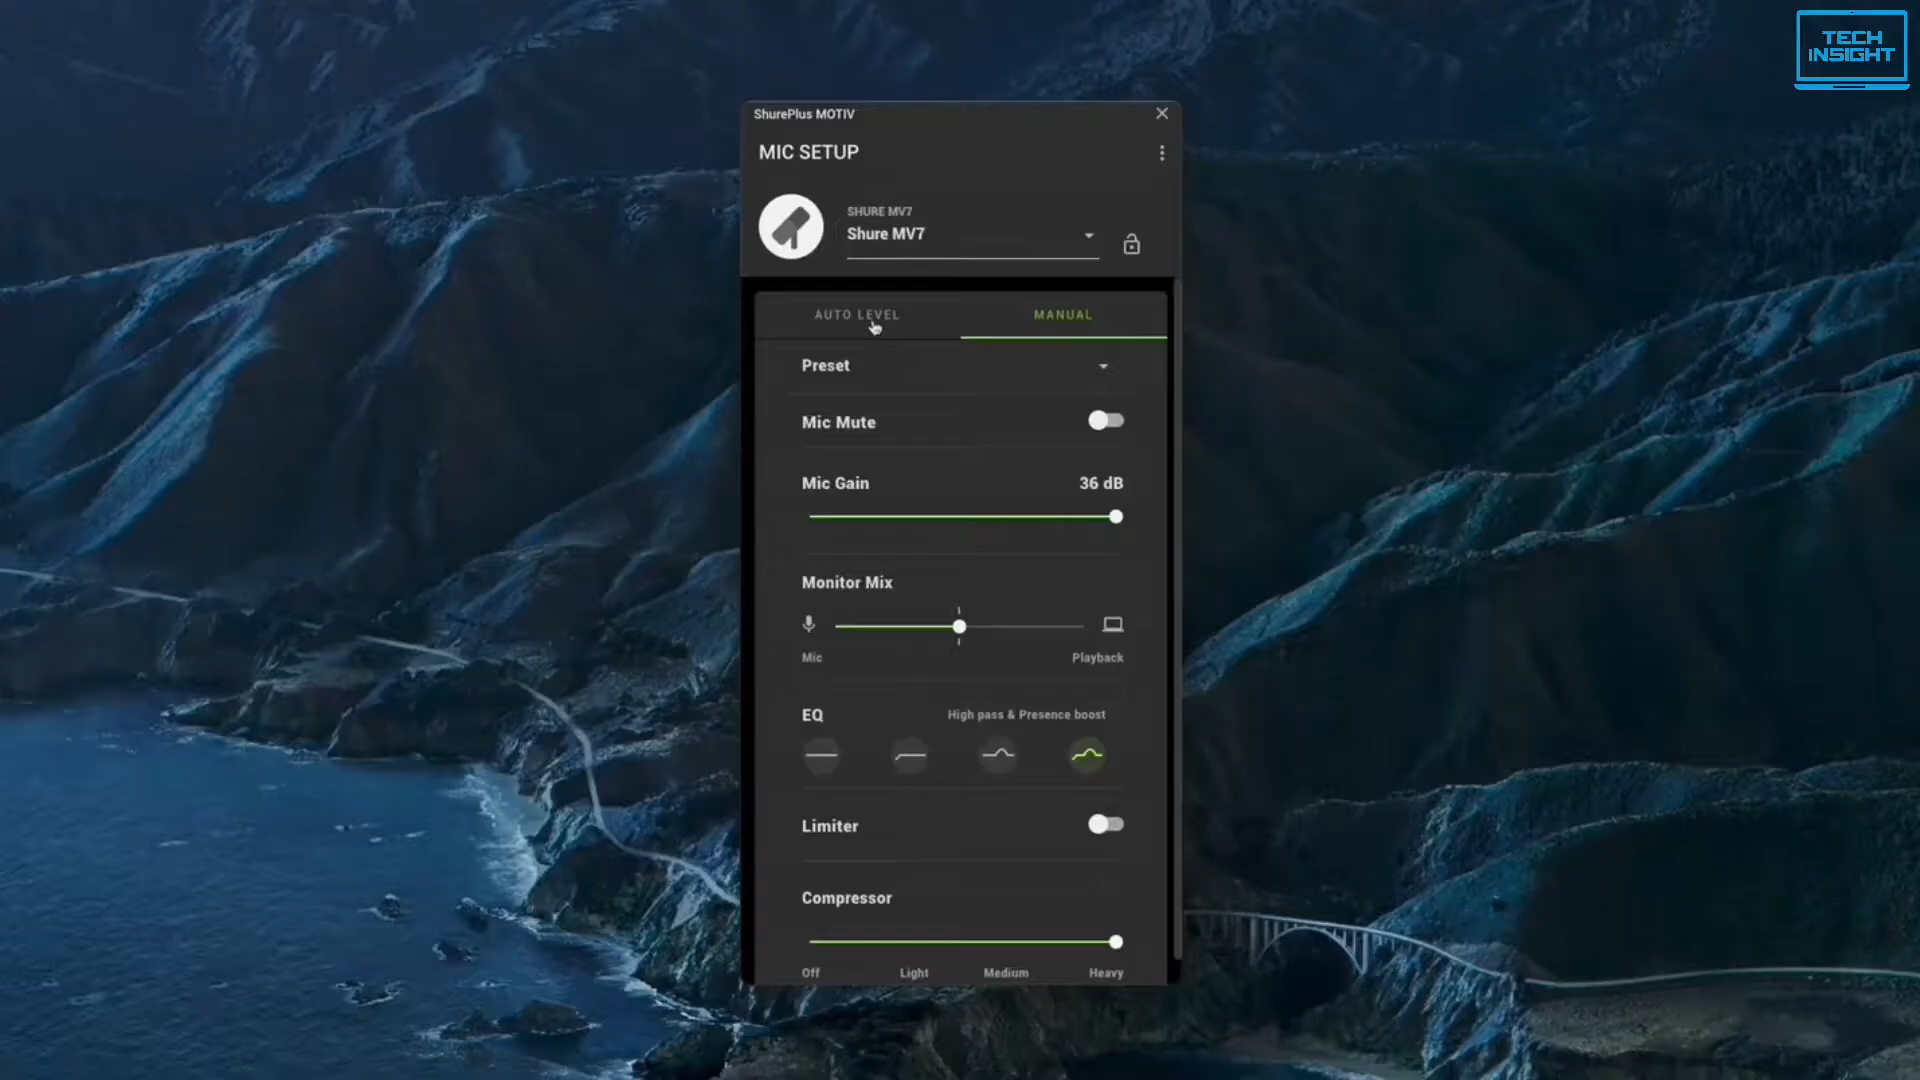 TECH
INSIGHT
ShurePlus MOTIV
MIC SETUP
SHURE MV7
Shure MV7
AUTO LEVEL
MANUAL
Preset
Mic Mute
Mic Gain
36 dB
Monitor Mix
Mic
Playback
EQ
High pass & Presence boost
Limiter
Compressor
Off
Light
Medium
Heavy